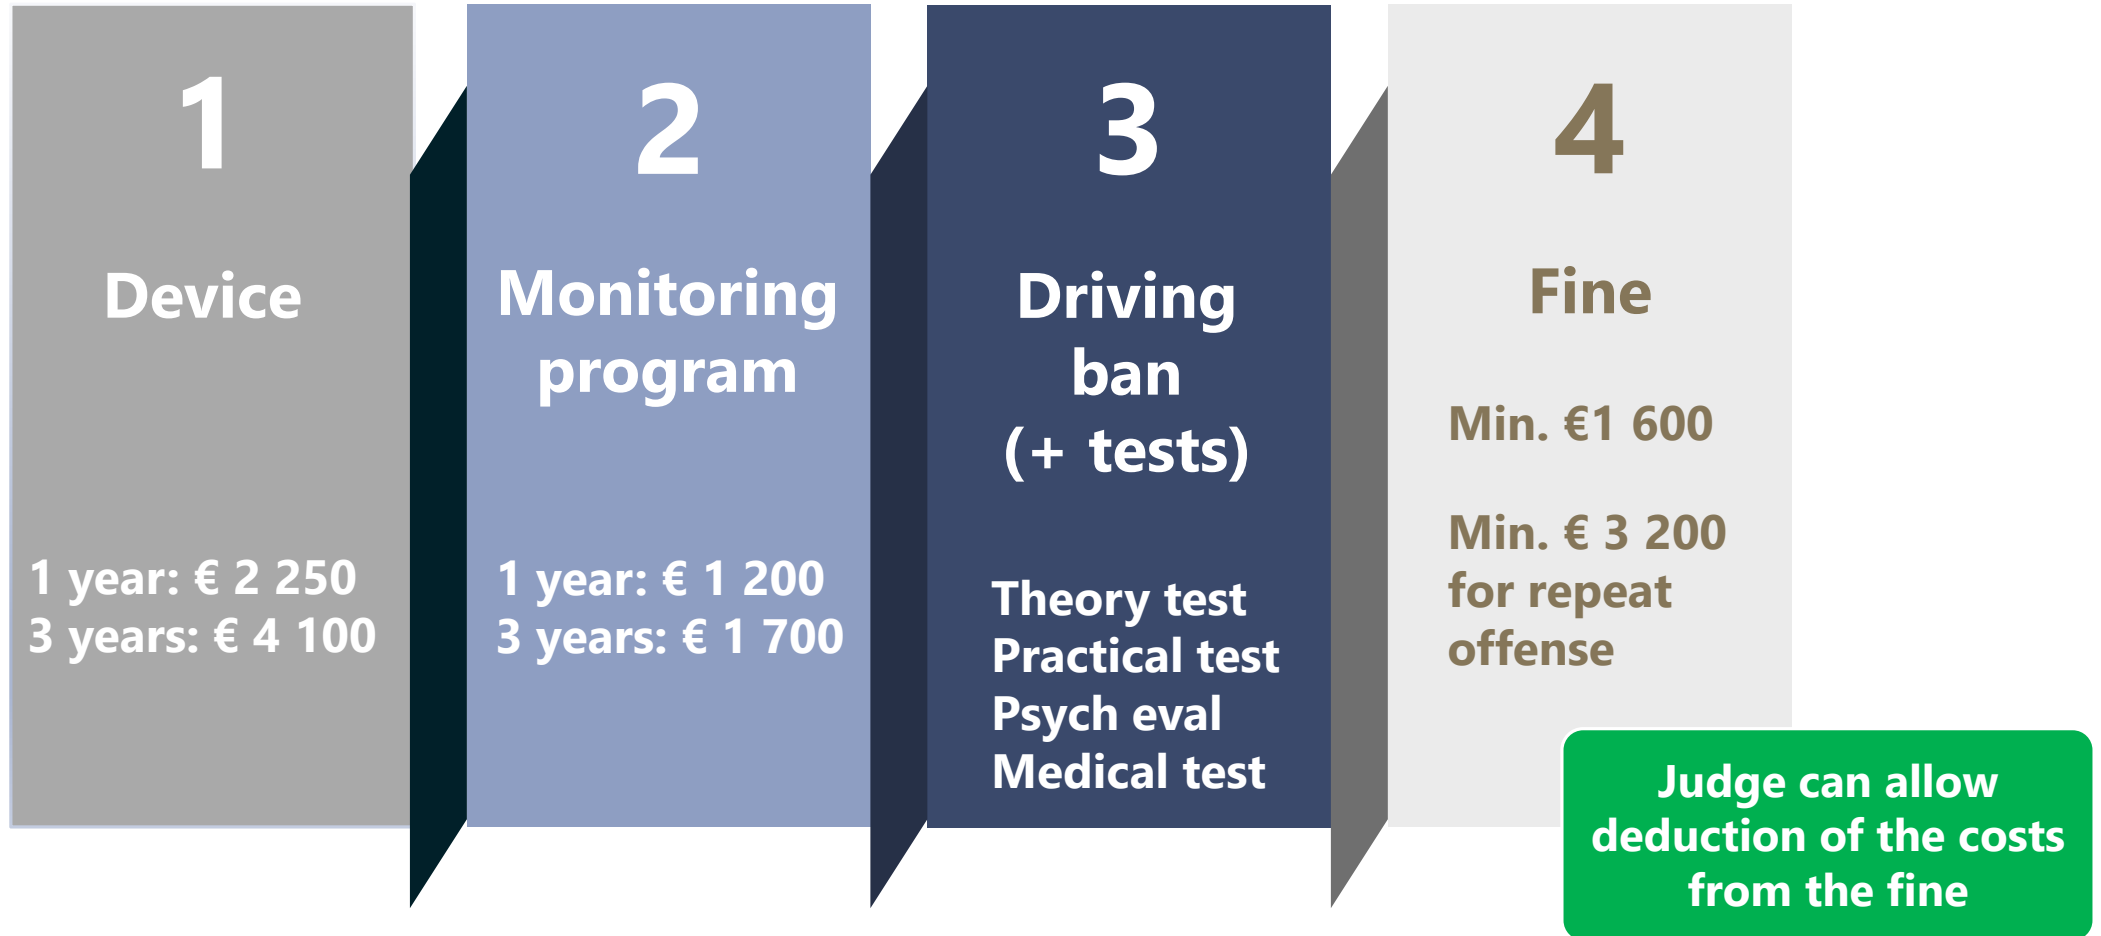 1
Device
1 year: € 2 250
3 years: € 4 100
2
Monitoring
program
1 year: € 1 200
3 years: € 1 700
3
Driving
ban
(+ tests)
Theory test
Practical test
Psych eval
Medical test
4
Fine
Min. €1 600
Min. € 3 200
for repeat
offense
Judge can allow
deduction of the costs
from the fine